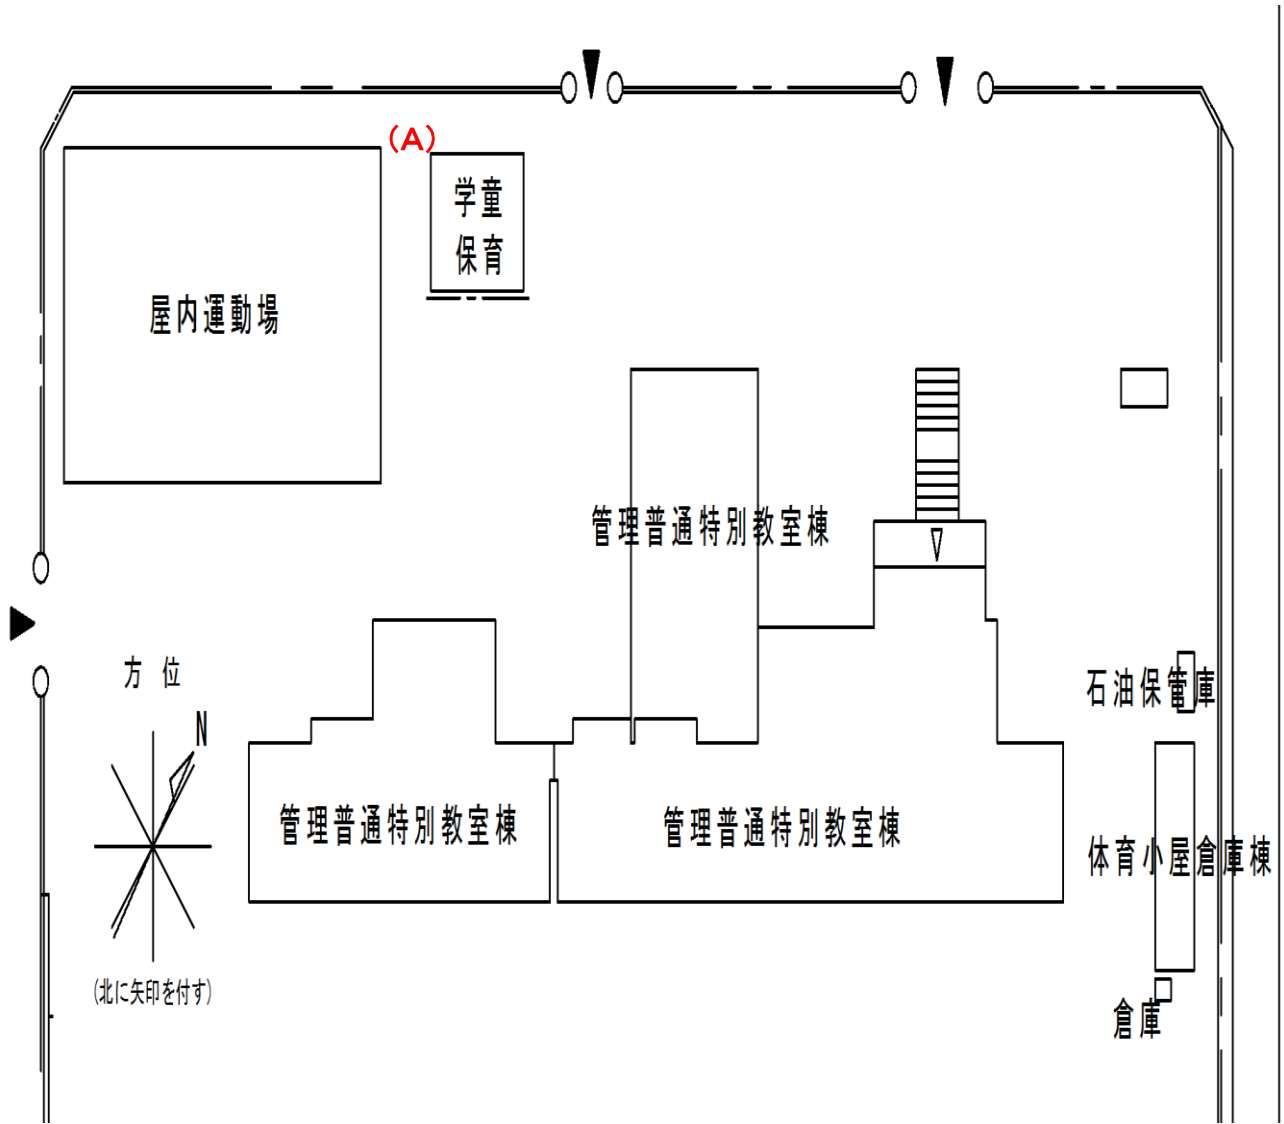 (A)
学童
保育
屋内運動場
管理普通特別教室棟
方位
N
石油保管庫
管理普通特別教室棟
管理普通特別教室棟
体育小屋倉庫棟
(北に矢印を付す)
倉庫